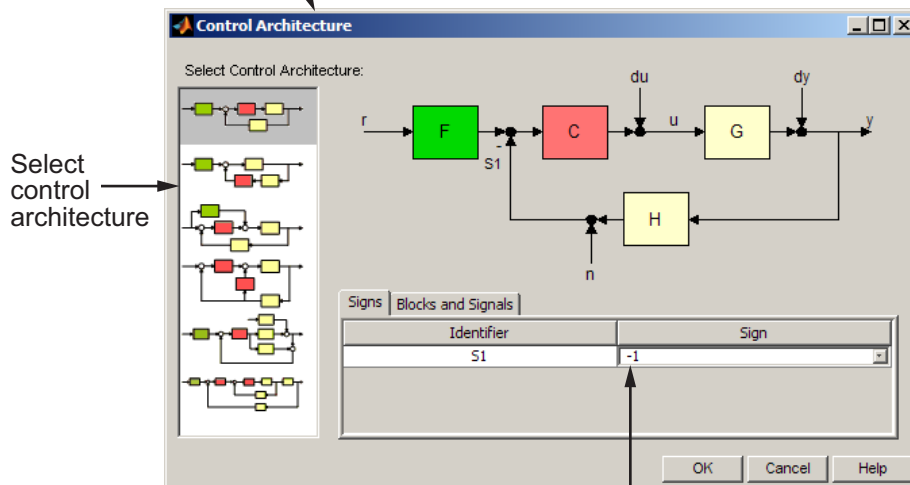 Control Architecture
Select Control Architecture:
Select
control
architecture
du
dy
r
F
C
u
G
y
-
S1
H
n
Signs
Blocks and Signals
Identifier
Sign
S1
-1
OK
Cancel
Help